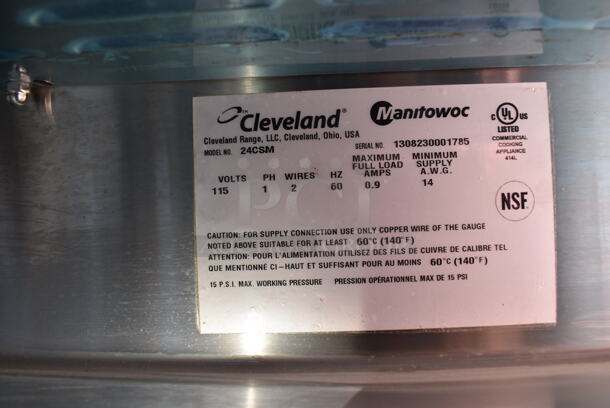 Cleveland® Manitowoc
Cleveland Range, LLC, Cleveland, Ohio, USA
MODEL NO. 24CSM SERIAL NO. 1308230001785
C UL US
LISTED
COMMERCIAL
COOKING
APPLIANCE
414L
VOLTS PH WIRES HZ MAXIMUM FULL LOAD AMPS MINIMUM SUPPLY A.W.G.
115 1 2 60 0.9 14
NSF
CAUTION: FOR SUPPLY CONNECTION USE ONLY COPPER WIRE OF THE GAUGE
NOTED ABOVE SUITABLE FOR AT LEAST 60°C (140°F)
ATTENTION: POUR L'ALIMENTATION UTILISEZ DES FILS DE CUIVRE DE CALIBRE TEL
QUE MENTIONNÉ CI-HAUT ET SUFFISANT POUR AU MOINS 60°C (140°F)
15 P.S.I. MAX. WORKING PRESSURE PRESSION OPÉRATIONNEL MAX DE 15 PSI